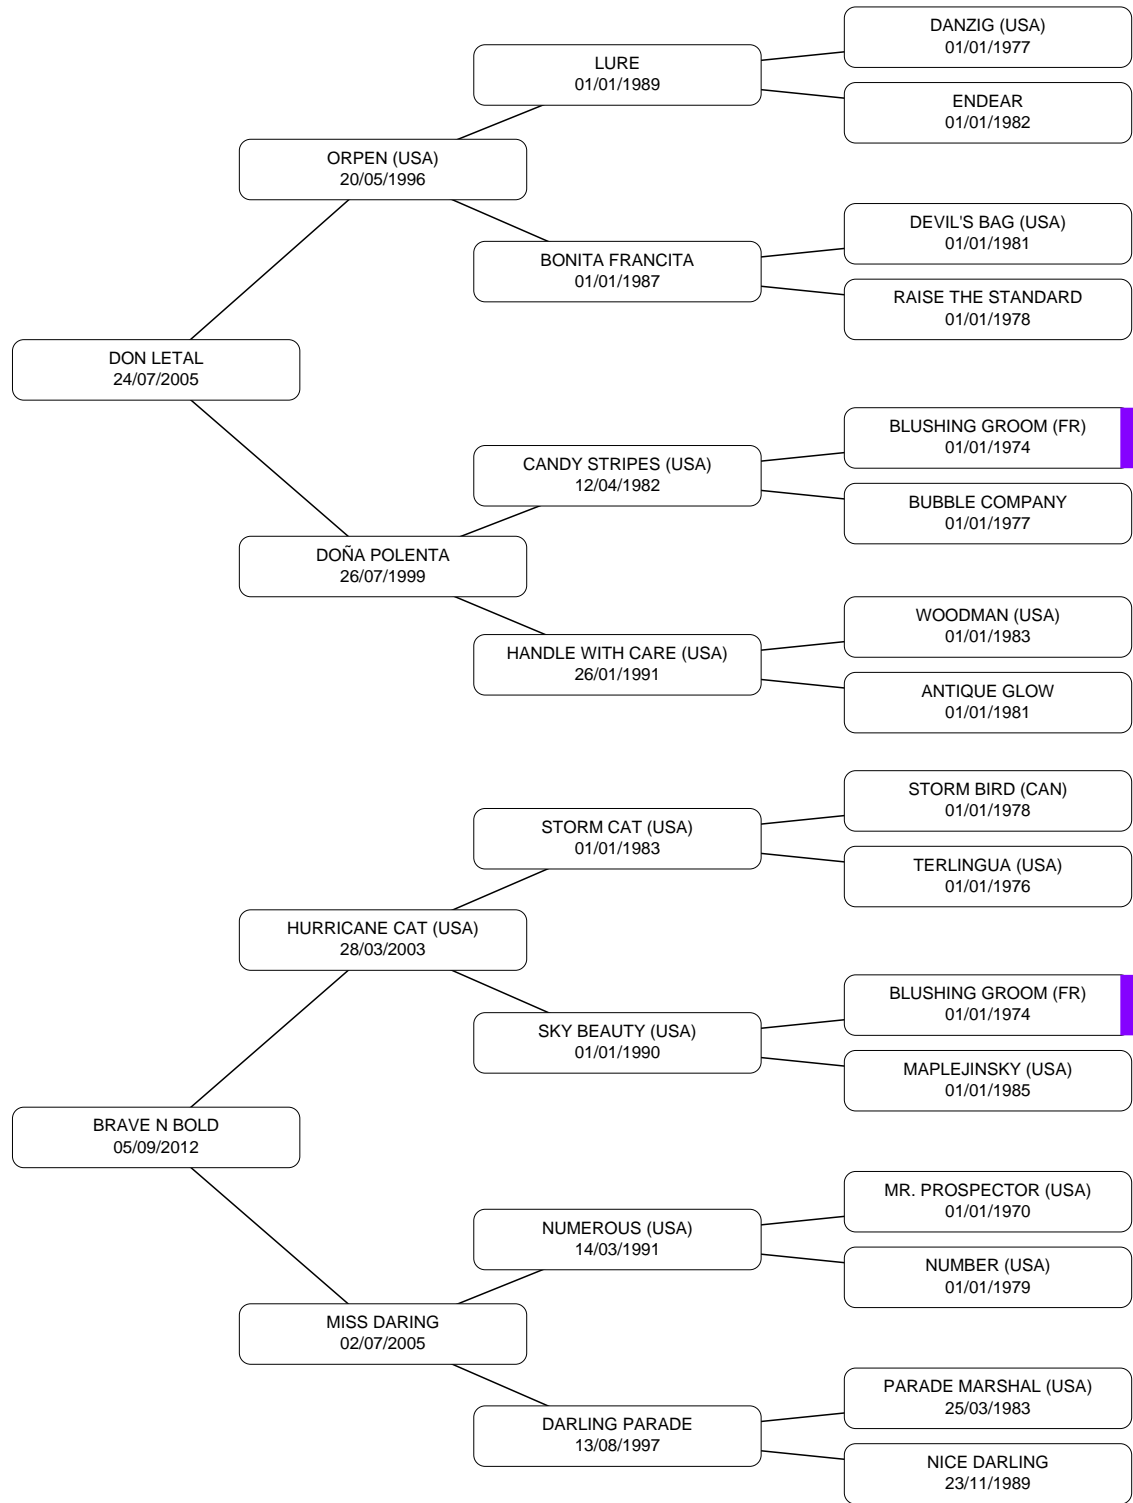 DANZIG (USA)
01/01/1977
LURE
01/01/1989
ENDEAR
01/01/1982
ORPEN (USA)
20/05/1996
DEVIL'S BAG (USA)
01/01/1981
BONITA FRANCITA
01/01/1987
RAISE THE STANDARD
01/01/1978
DON LETAL
24/07/2005
BLUSHING GROOM (FR)
01/01/1974
CANDY STRIPES (USA)
12/04/1982
BUBBLE COMPANY
01/01/1977
DOÑA POLENTA
26/07/1999
WOODMAN (USA)
01/01/1983
HANDLE WITH CARE (USA)
26/01/1991
ANTIQUE GLOW
01/01/1981
STORM BIRD (CAN)
01/01/1978
STORM CAT (USA)
01/01/1983
TERLINGUA (USA)
01/01/1976
HURRICANE CAT (USA)
28/03/2003
BLUSHING GROOM (FR)
01/01/1974
SKY BEAUTY (USA)
01/01/1990
MAPLEJINSKY (USA)
01/01/1985
BRAVE N BOLD
05/09/2012
MR. PROSPECTOR (USA)
01/01/1970
NUMEROUS (USA)
14/03/1991
NUMBER (USA)
01/01/1979
MISS DARING
02/07/2005
PARADE MARSHAL (USA)
25/03/1983
DARLING PARADE
13/08/1997
NICE DARLING
23/11/1989